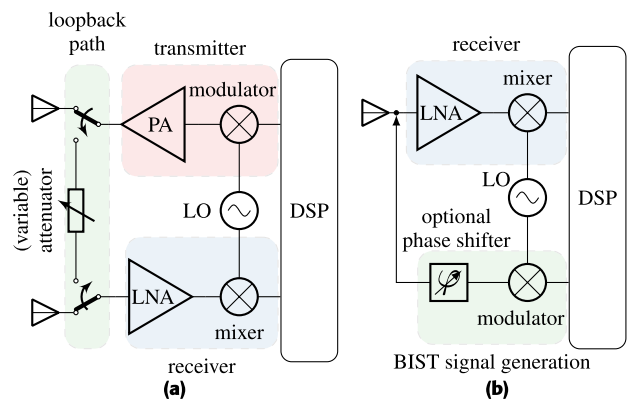 loopback
path
transmitter
modulator
PA
(variable)
attenuator
LO
DSP
LNA
mixer
receiver
(a)
receiver
mixer
LNA
LO
DSP
optional
phase shifter
φ
modulator
BIST signal generation
(b)